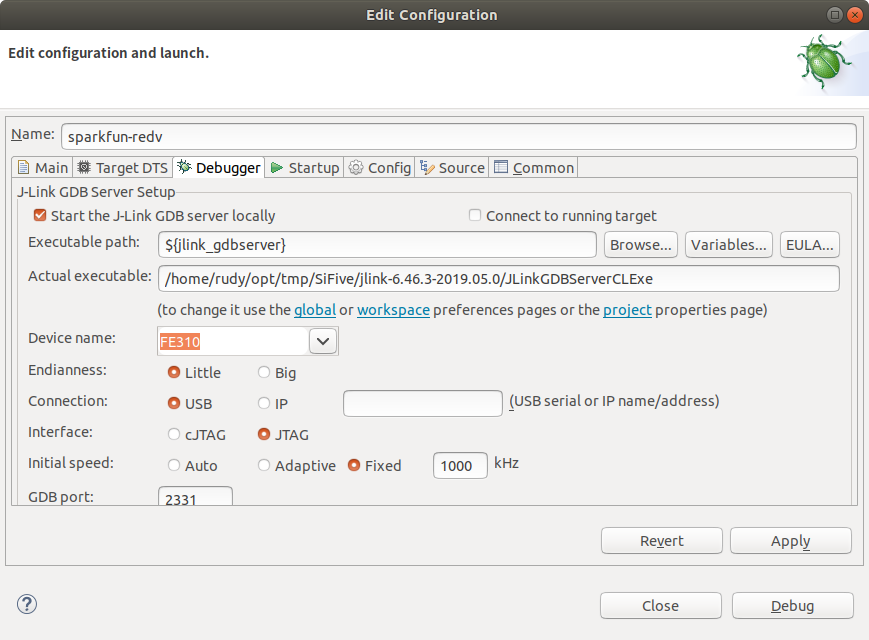 Edit Configuration
Edit configuration and launch.
Name: sparkfun-redv
Main Target DTS Debugger Startup Config Source Common
J-Link GDB Server Setup
Start the J-Link GDB server locally Connect to running target
Executable path: ${jlink_gdbserver} Browse... Variables... EULA...
Actual executable: /home/rudy/opt/tmp/SiFive/jlink-6.46.3-2019.05.0/JLinkGDBServerCLExe
(to change it use the global or workspace preferences pages or the project properties page)
Device name: FE310
Endianness: Little Big
Connection: USB IP (USB serial or IP name/address)
Interface: cJTAG JTAG
Initial speed: Auto Adaptive Fixed 1000 kHz
GDB port: 2331
Revert Apply
? Close Debug